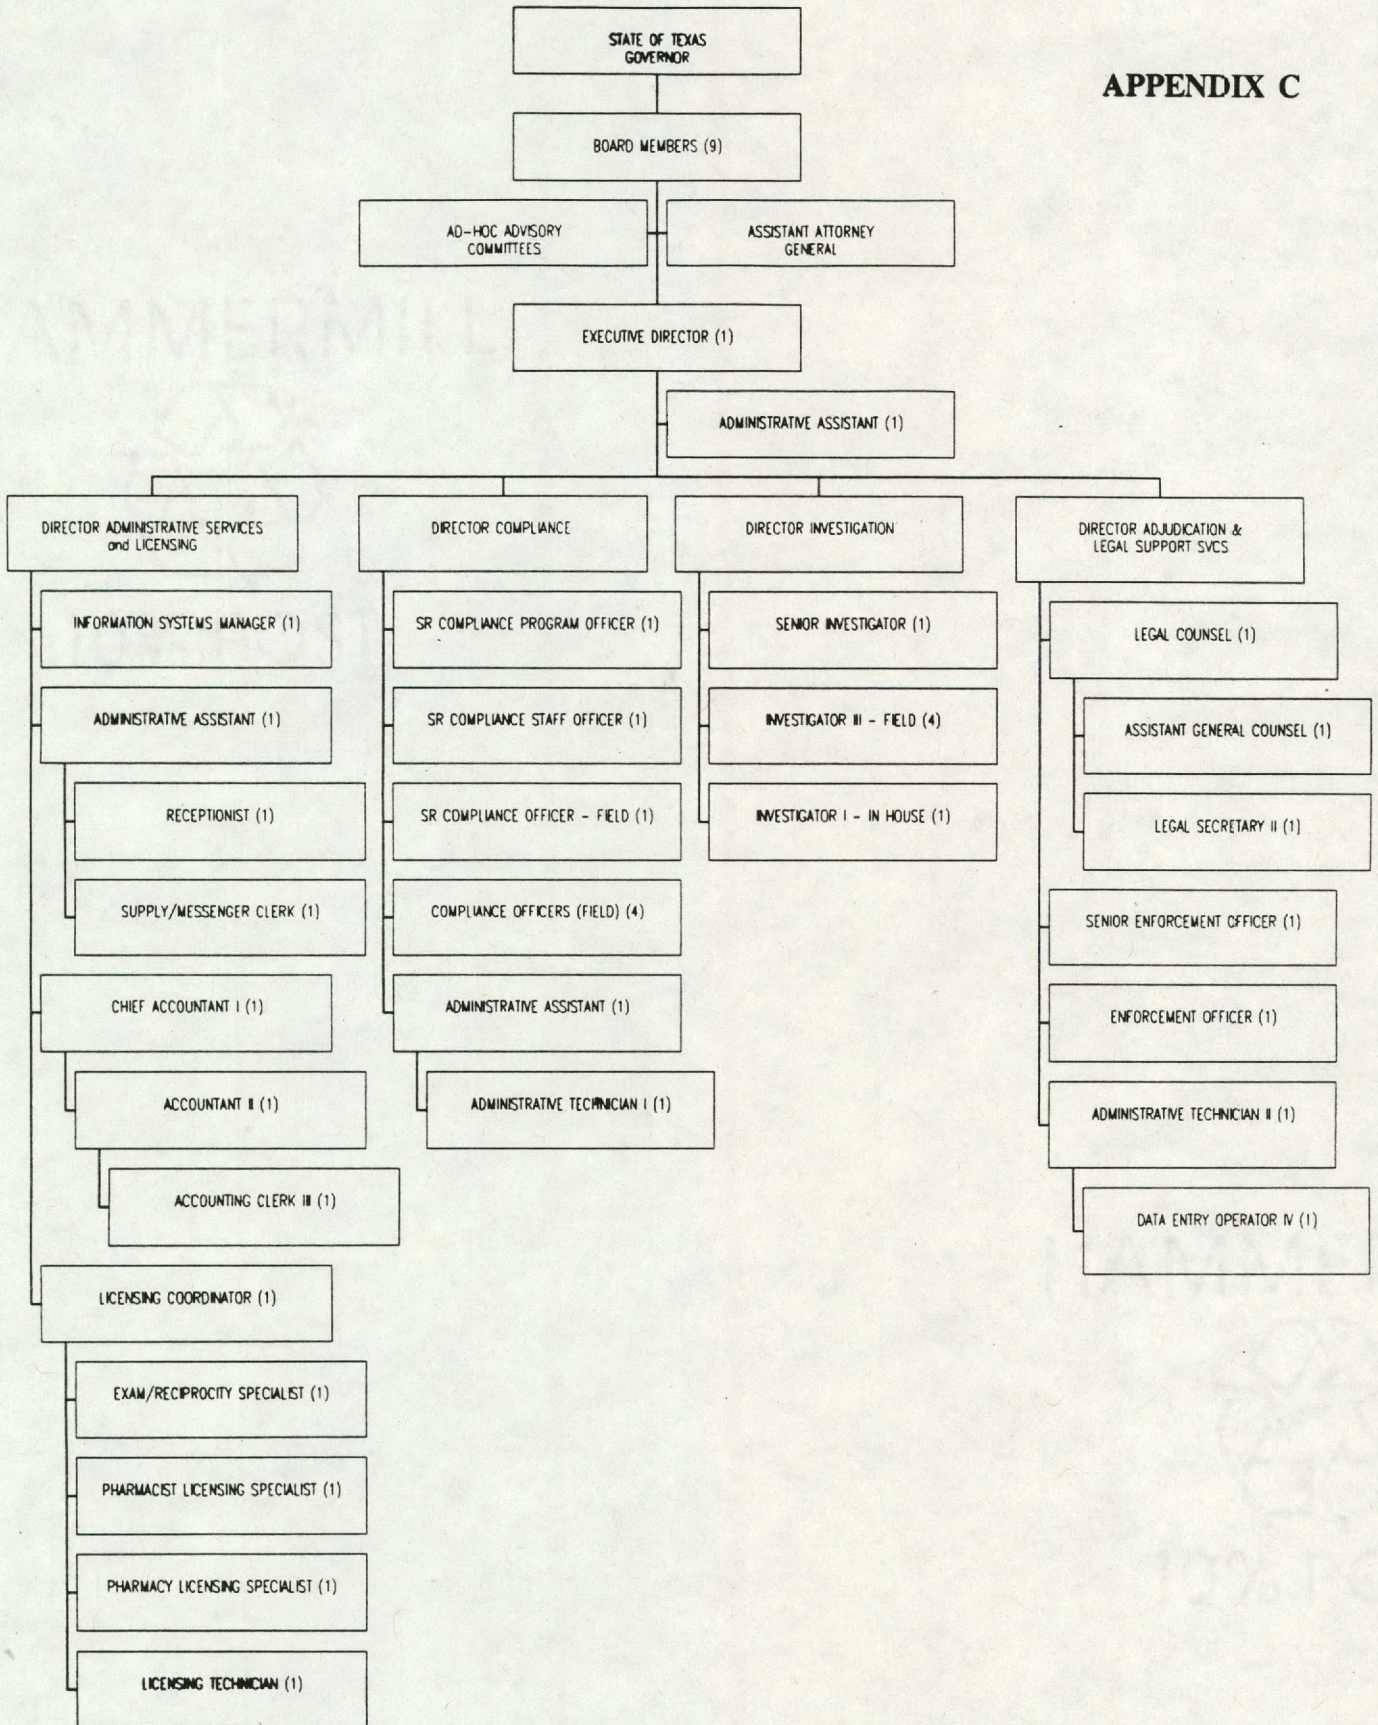 APPENDIX C
STATE OF TEXAS
GOVERNOR
BOARD MEMBERS (9)
AD-HOC ADVISORY
COMMITTEES
ASSISTANT ATTORNEY
GENERAL
EXECUTIVE DIRECTOR (1)
ADMINISTRATIVE ASSISTANT (1)
DIRECTOR ADMINISTRATIVE SERVICES
and LICENSING
INFORMATION SYSTEMS MANAGER (1)
ADMINISTRATIVE ASSISTANT (1)
RECEPTIONIST (1)
SUPPLY/MESSENGER CLERK (1)
CHIEF ACCOUNTANT I (1)
ACCOUNTANT II (1)
ACCOUNTING CLERK III (1)
LICENSING COORDINATOR (1)
EXAM/RECIPROCITY SPECIALIST (1)
PHARMACIST LICENSING SPECIALIST (1)
PHARMACY LICENSING SPECIALIST (1)
LICENSING TECHNICIAN (1)
DIRECTOR COMPLIANCE
SR COMPLIANCE PROGRAM OFFICER (1)
SR COMPLIANCE STAFF OFFICER (1)
SR COMPLIANCE OFFICER - FIELD (1)
COMPLIANCE OFFICERS (FIELD) (4)
ADMINISTRATIVE ASSISTANT (1)
ADMINISTRATIVE TECHNICIAN I (1)
DIRECTOR INVESTIGATION
SENIOR INVESTIGATOR (1)
INVESTIGATOR III - FIELD (4)
INVESTIGATOR I - IN HOUSE (1)
DIRECTOR ADJUDICATION &
LEGAL SUPPORT SVCS
LEGAL COUNSEL (1)
ASSISTANT GENERAL COUNSEL (1)
LEGAL SECRETARY II (1)
SENIOR ENFORCEMENT OFFICER (1)
ENFORCEMENT OFFICER (1)
ADMINISTRATIVE TECHNICIAN II (1)
DATA ENTRY OPERATOR IV (1)